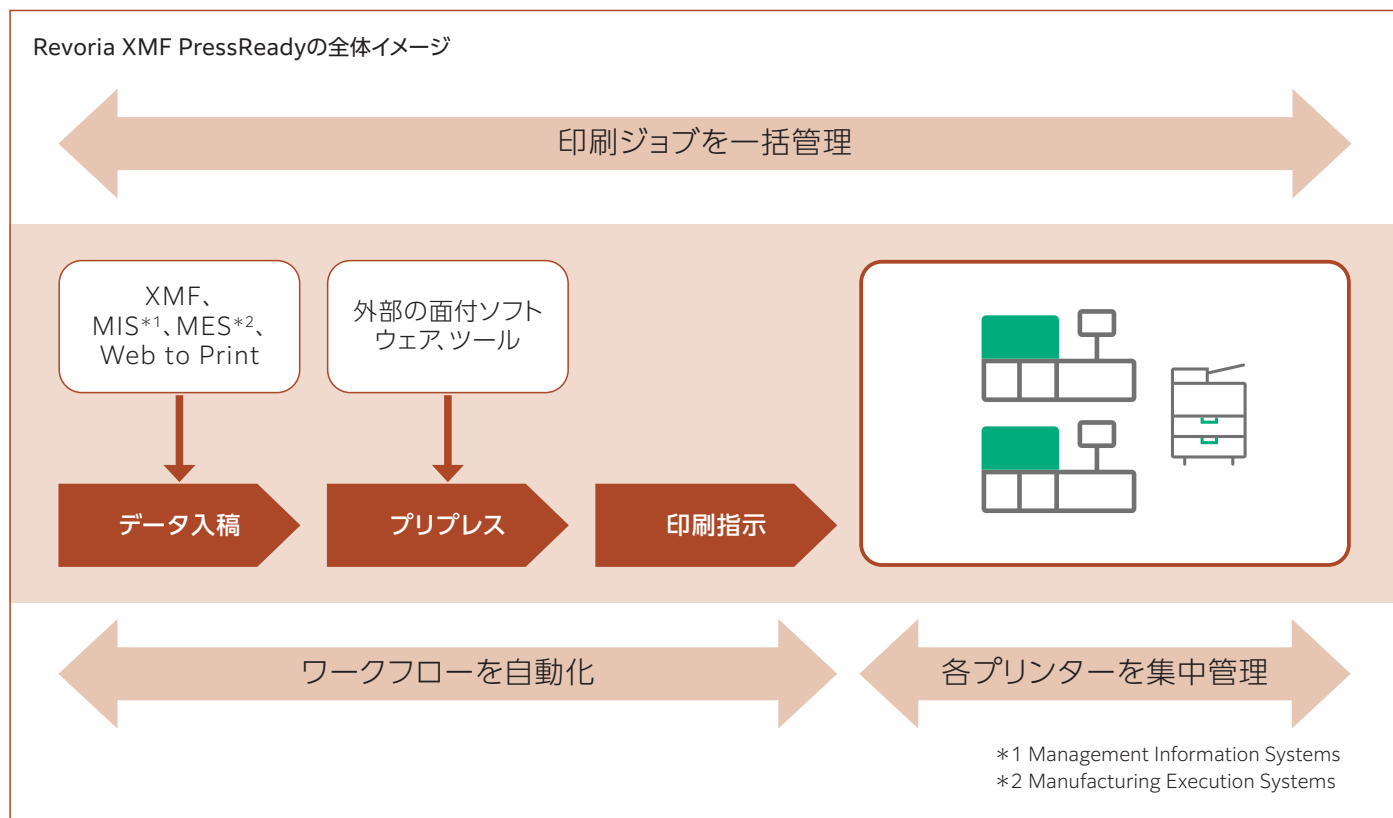 Revoria XMF PressReadyの全体イメージ
印刷ジョブを一括管理
XMF、
MIS*1、MES*2、
Web to Print
外部の面付ソフト
ウェア、ツール
データ入稿
プリプレス
印刷指示
ワークフローを自動化
各プリンターを集中管理
*1 Management Information Systems
*2 Manufacturing Execution Systems